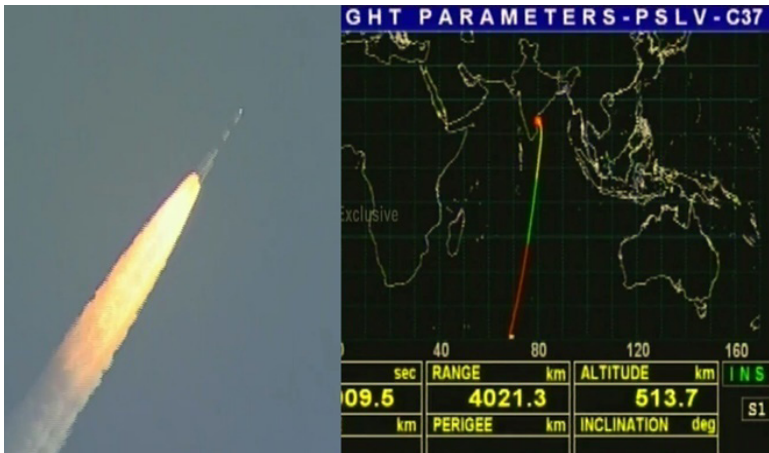 GHT PARAMETERS-PSLV-C37
Exclusive
40 80 120 160
sec RANGE km ALTITUDE km INS
009.5 4021.3 513.7
S1
km PERIGEE km INCLINATION deg